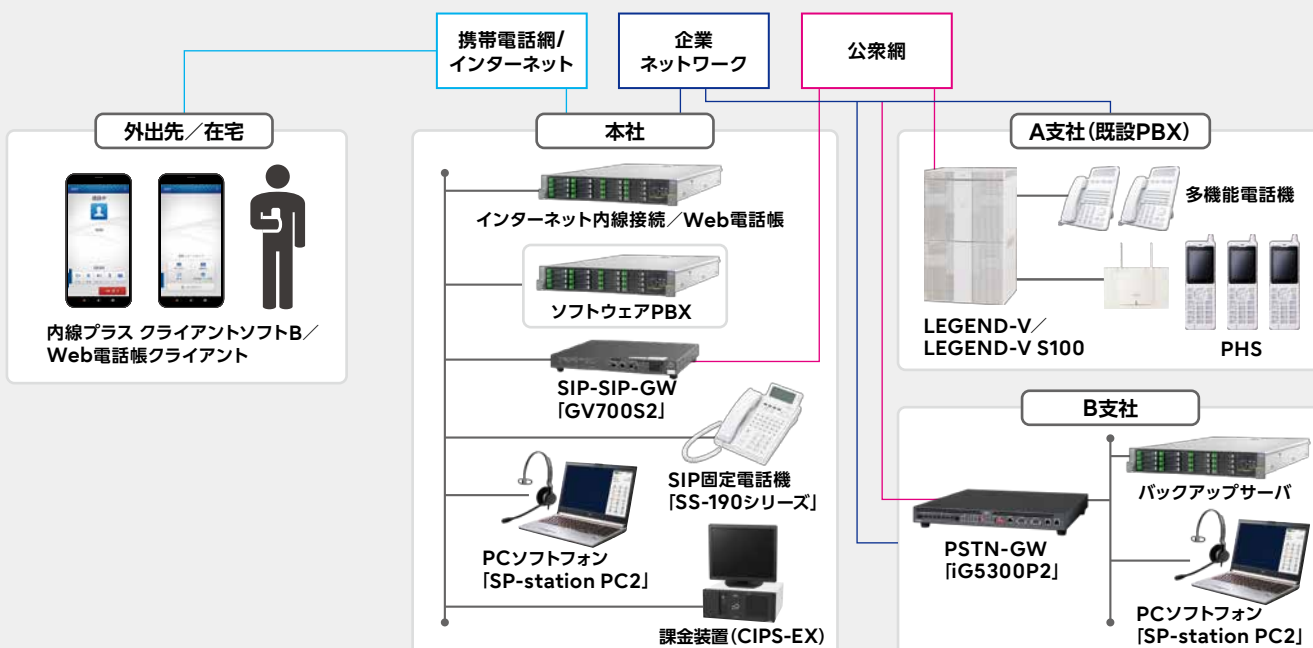 携帯電話網/
インターネット
企業
ネットワーク
公衆網
外出先/在宅
内線プラス クライアントソフトB/
Web電話帳クライアント
本社
インターネット内線接続/Web電話帳
ソフトウェアPBX
SIP-SIP-GW
「GV700S2」
SIP固定電話機
「SS-190シリーズ」
PCソフトフォン
「SP-station PC2」
課金装置(CIPS-EX)
A支社(既設PBX)
多機能電話機
LEGEND-V/
LEGEND-V S100
PHS
B支社
バックアップサーバ
PSTN-GW
「iG5300P2」
PCソフトフォン
「SP-station PC2」